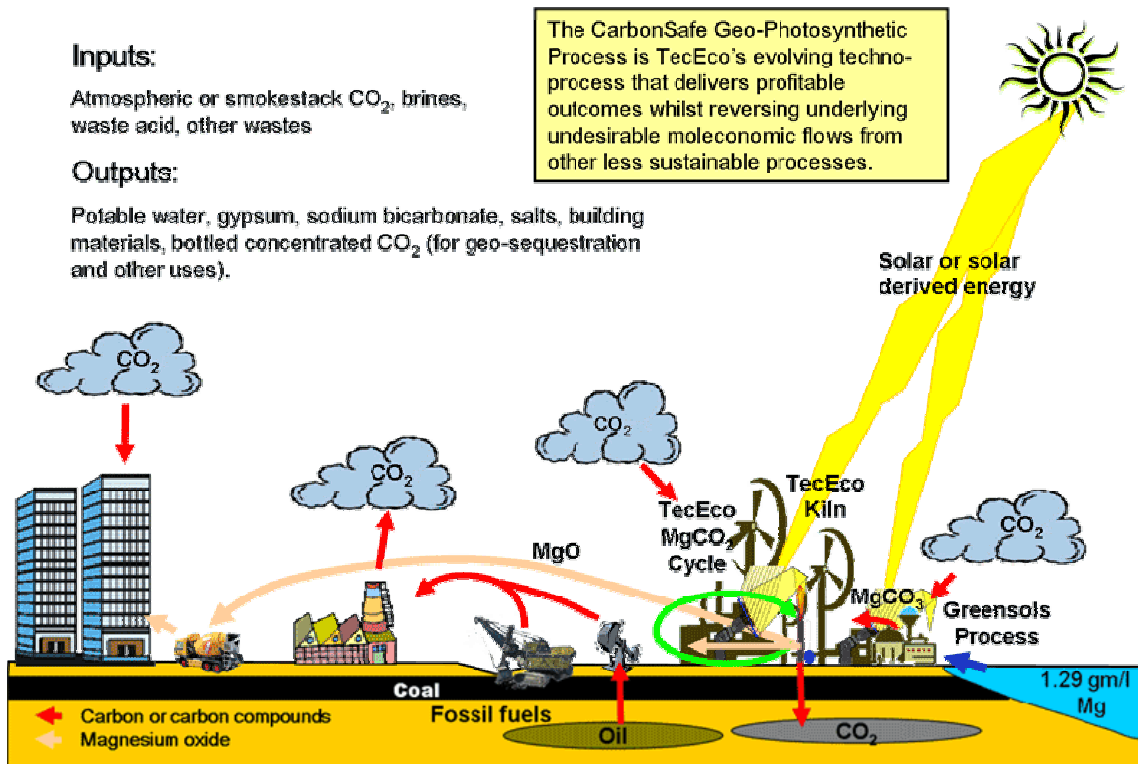 Inputs:
Atmospheric or smokestack CO₂, brines,
waste acid, other wastes
Outputs:
Potable water, gypsum, sodium bicarbonate, salts, building
materials, bottled concentrated CO₂ (for geo-sequestration
and other uses).
The CarbonSafe Geo-Photosynthetic
Process is TecEco's evolving techno-
process that delivers profitable
outcomes whilst reversing underlying
undesirable moleconomic flows from
other less sustainable processes.
Solar or solar
derived energy
CO₂
CO₂
CO₂
CO₂
TecEco
MgCO₂
Cycle
TecEco
Kiln
MgO
MgCO₃
Greensols
Process
1.29 gm/l
Mg
Coal
Fossil fuels
Oil
CO₂
Carbon or carbon compounds
Magnesium oxide